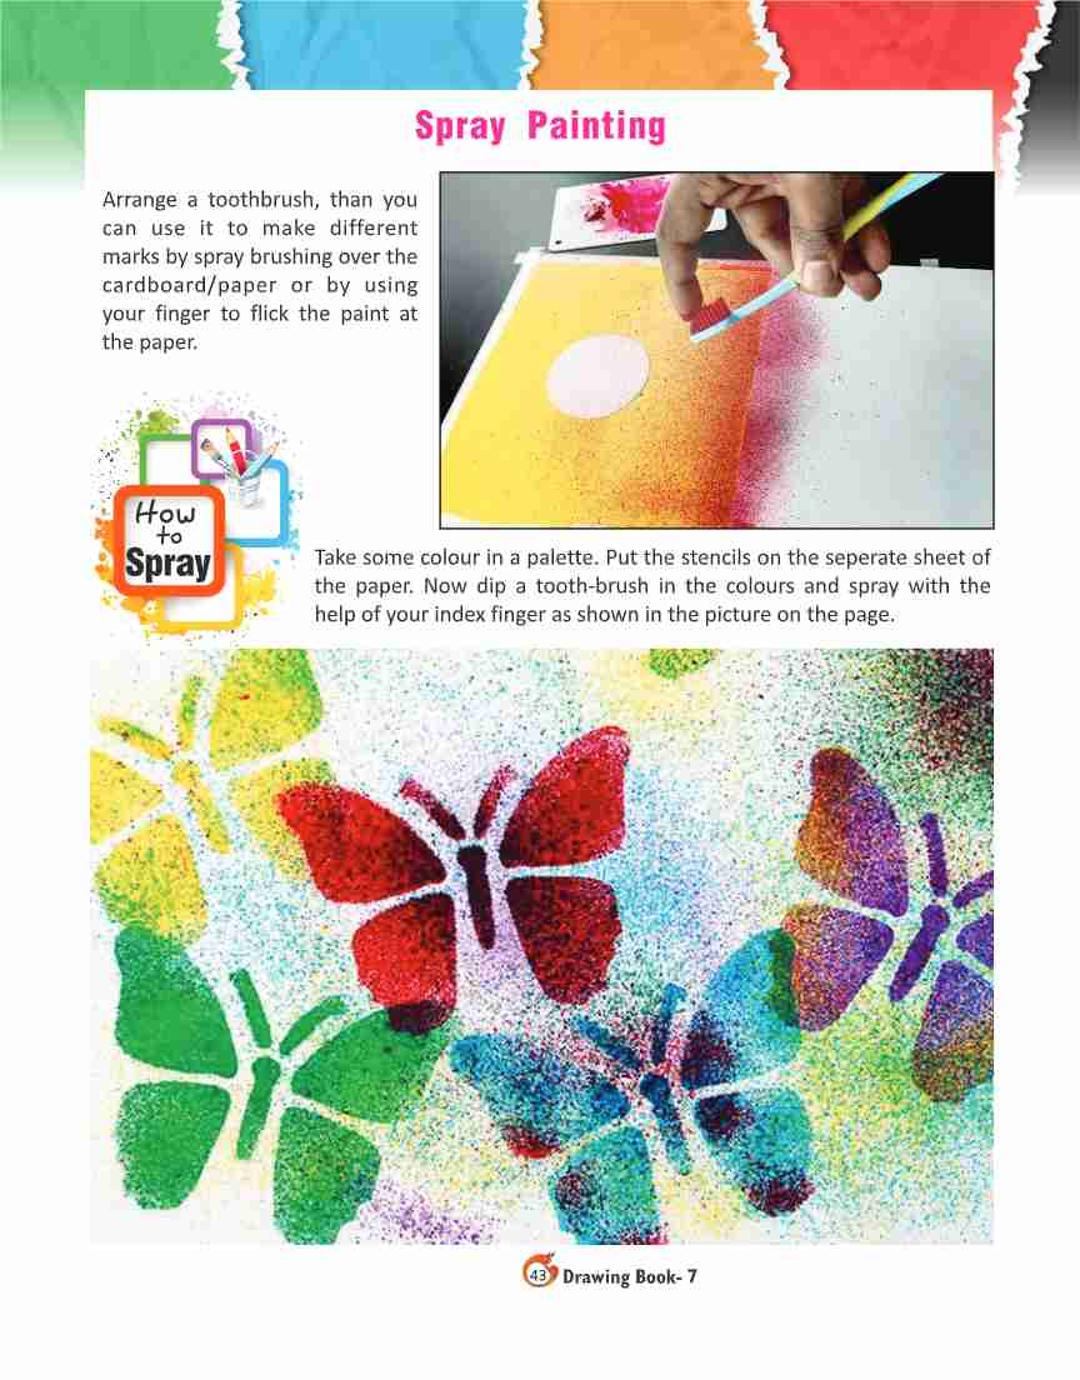 Spray Painting
Arrange a toothbrush, than you
can use it to make different
marks by spray brushing over the
cardboard/paper or by using
your finger to flick the paint at
the paper.
How
to
Spray
Take some colour in a palette. Put the stencils on the seperate sheet of
the paper. Now dip a tooth-brush in the colours and spray with the
help of your index finger as shown in the picture on the page.
43 Drawing Book- 7